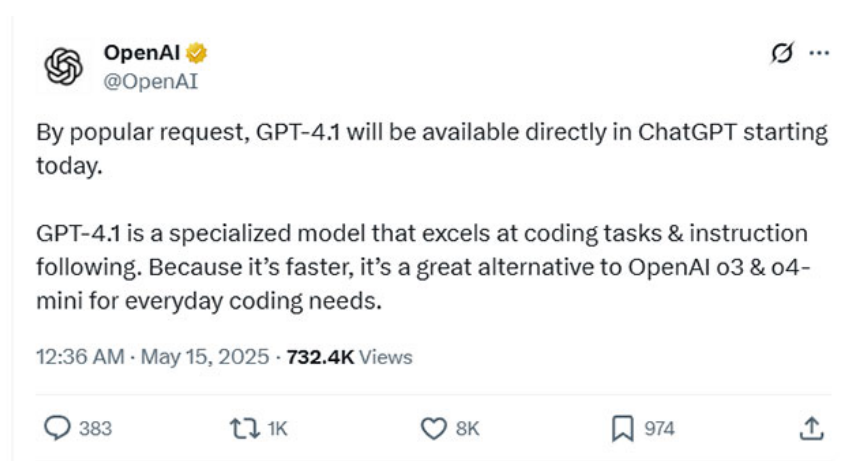 OpenAI
@OpenAI
By popular request, GPT-4.1 will be available directly in ChatGPT starting
today.
GPT-4.1 is a specialized model that excels at coding tasks & instruction
following. Because it’s faster, it’s a great alternative to OpenAI o3 & o4-
mini for everyday coding needs.
12:36 AM · May 15, 2025 · 732.4K Views
383 1K 8K 974